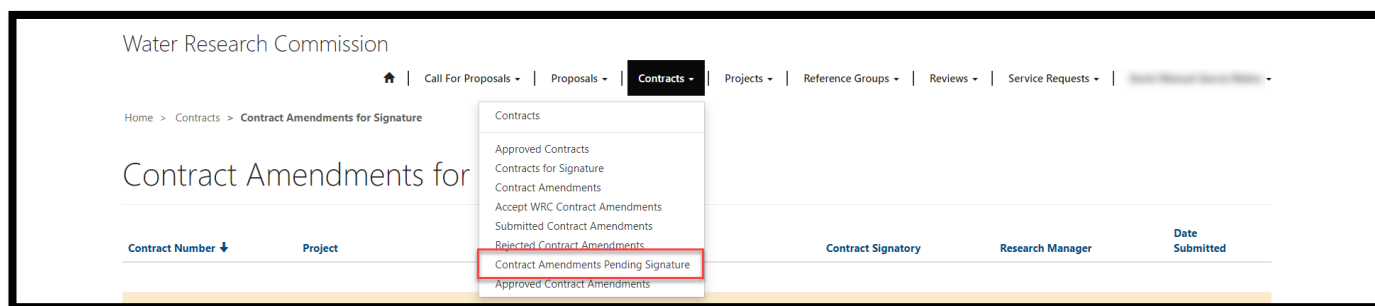 Water Research Commission
Call For Proposals | Proposals | Contracts | Projects | Reference Groups | Reviews | Service Requests |
Home > Contracts > Contract Amendments for Signature
Contracts
Contract Amendments for
Approved Contracts
Contracts for Signature
Contract Amendments
Accept WRC Contract Amendments
Submitted Contract Amendments
Rejected Contract Amendments
Contract Amendments Pending Signature
Approved Contract Amendments
Contract Number Project Contract Signatory Research Manager Date Submitted